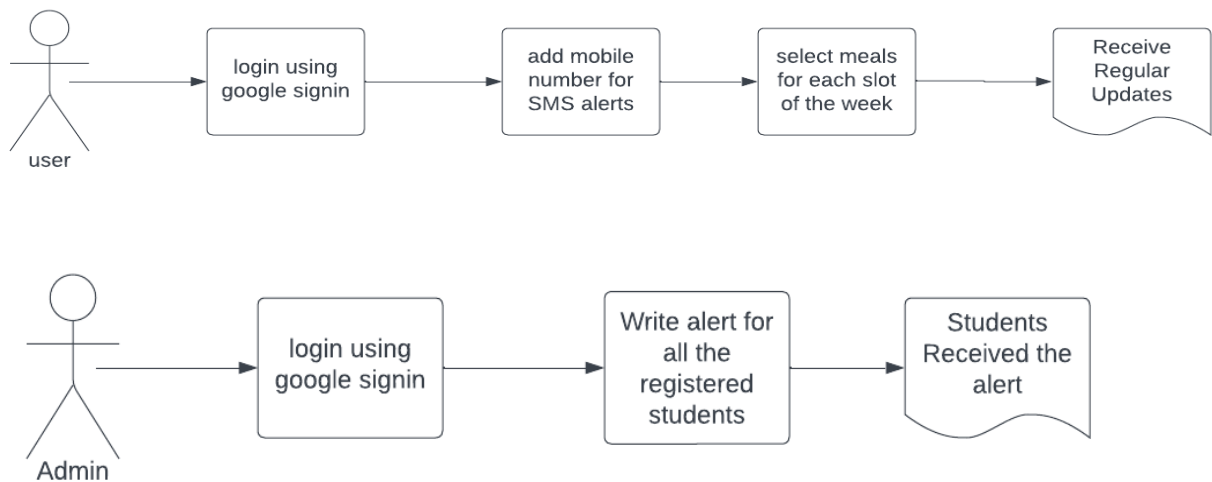 login using
google signin
add mobile
number for
SMS alerts
select meals
for each slot
of the week
Receive
Regular
Updates
user
login using
google signin
Write alert for
all the
registered
students
Students
Received the
alert
Admin